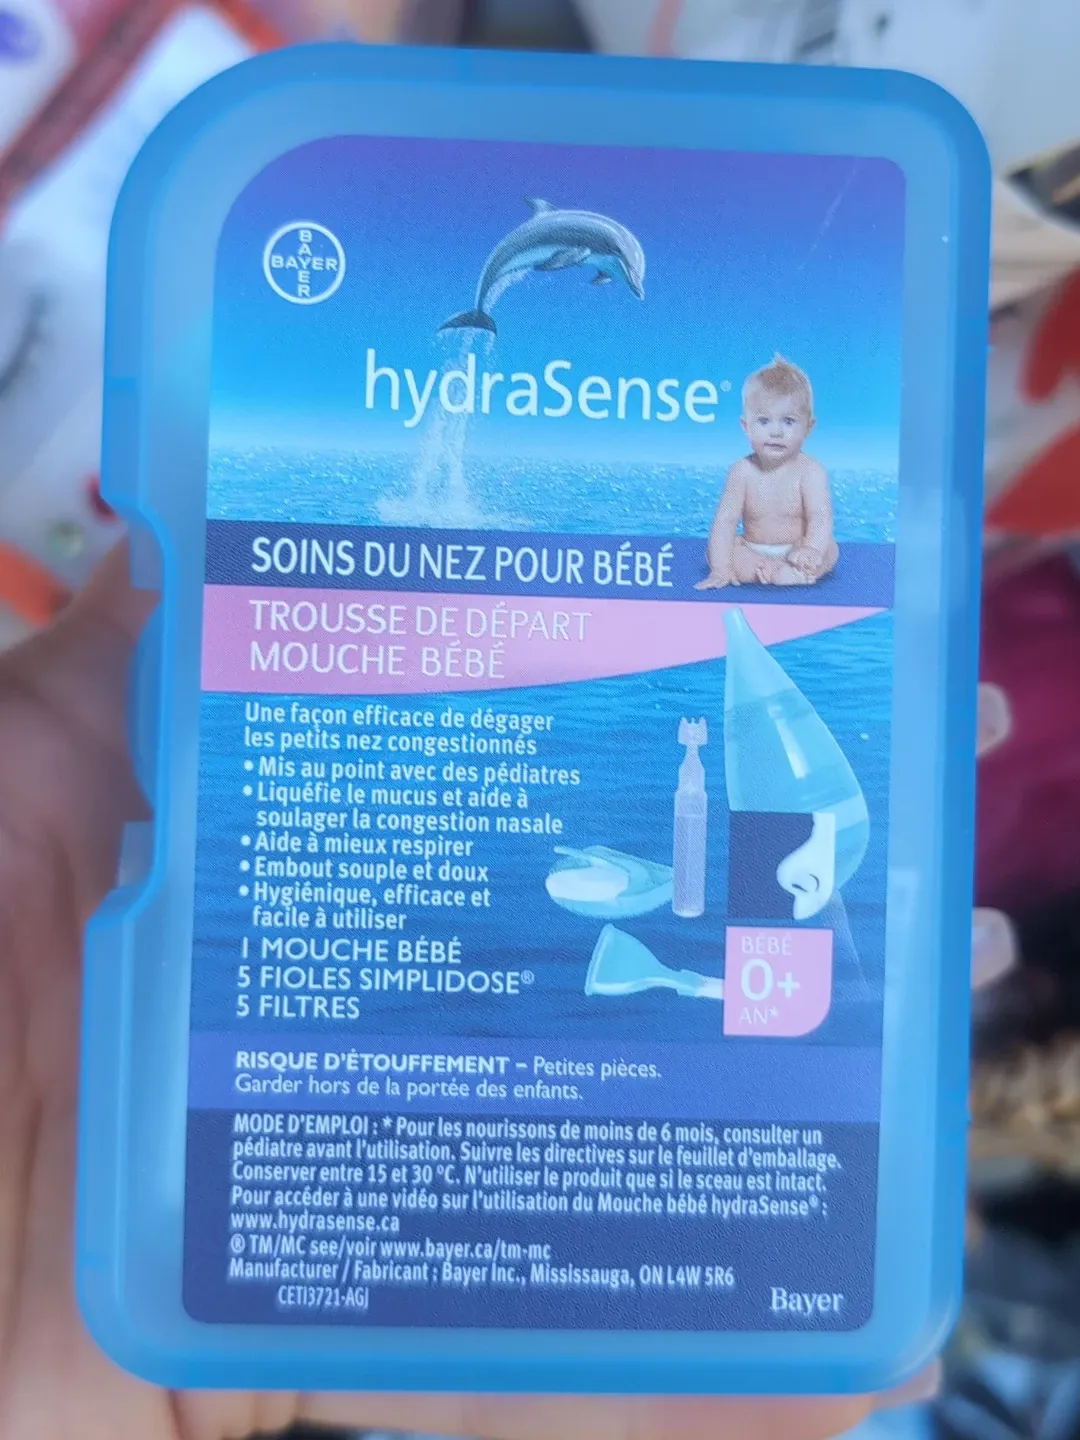 BAYER
BAYER
hydraSense®
SOINS DU NEZ POUR BÉBÉ
TROUSSE DE DÉPART
MOUCHE BÉBÉ
Une façon efficace de dégager
les petits nez congestionnés
• Mis au point avec des pédiatres
• Liquéfie le mucus et aide à
soulager la congestion nasale
• Aide à mieux respirer
• Embout souple et doux
• Hygiénique, efficace et
facile à utiliser
1 MOUCHE BÉBÉ
5 FIOLES SIMPLIDOSE®
5 FILTRES
BÉBÉ
0+
AN*
RISQUE D'ÉTOUFFEMENT – Petites pièces.
Garder hors de la portée des enfants.
MODE D'EMPLOI : * Pour les nourissons de moins de 6 mois, consulter un
pédiatre avant l'utilisation. Suivre les directives sur le feuillet d'emballage.
Conserver entre 15 et 30 °C. N'utiliser le produit que si le sceau est intact.
Pour accéder à une vidéo sur l'utilisation du Mouche bébé hydraSense® :
www.hydrasense.ca
® TM/MC see/voir www.bayer.ca/tm-mc
Manufacturer / Fabricant : Bayer Inc., Mississauga, ON L4W 5R6
CETI3721-AGJ
Bayer